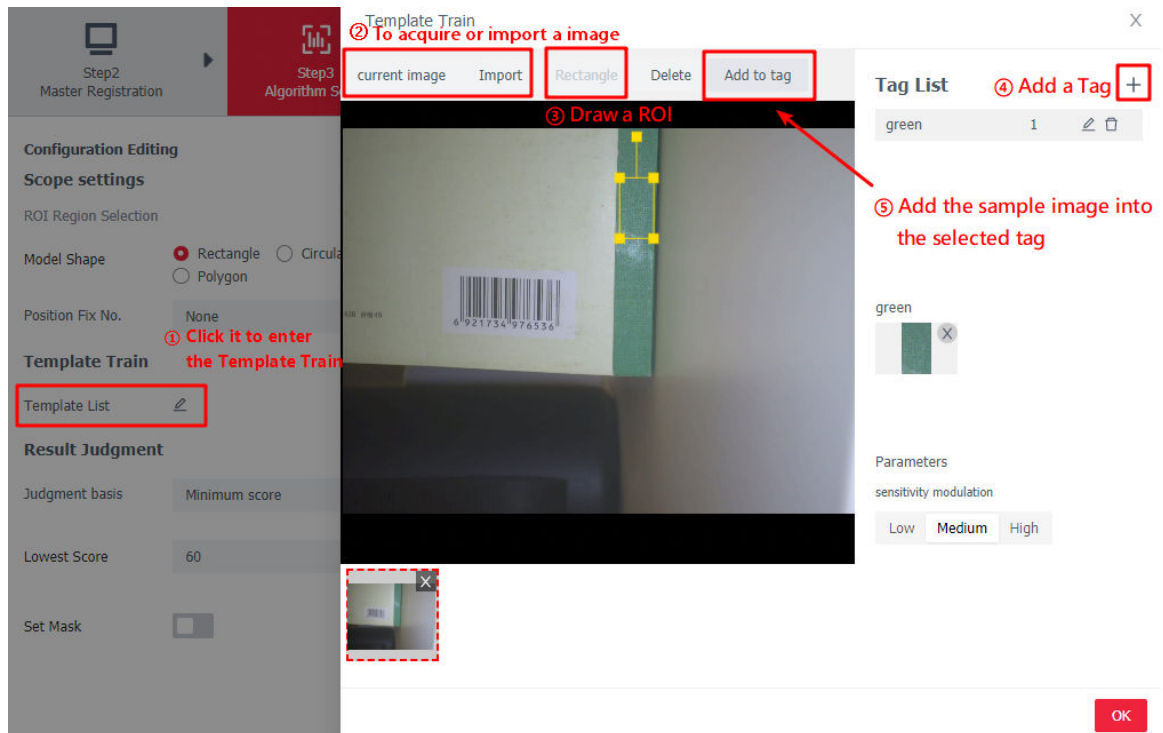 Step2
Master Registration
Step3
Algorithm S
Configuration Editing
Scope settings
ROI Region Selection
Model Shape
Rectangle
Circula
Polygon
Position Fix No.
None
① Click it to enter
the Template Train
Template Train
Template List
Result Judgment
Judgment basis
Minimum score
Lowest Score
60
Set Mask
Template Train
X
② To acquire or import a image
current image
Import
Rectangle
Delete
Add to tag
③ Draw a ROI
6 921734 976536
Tag List
④ Add a Tag +
green 1
⑤ Add the sample image into
the selected tag
green
X
Parameters
sensitivity modulation
Low Medium High
X
OK